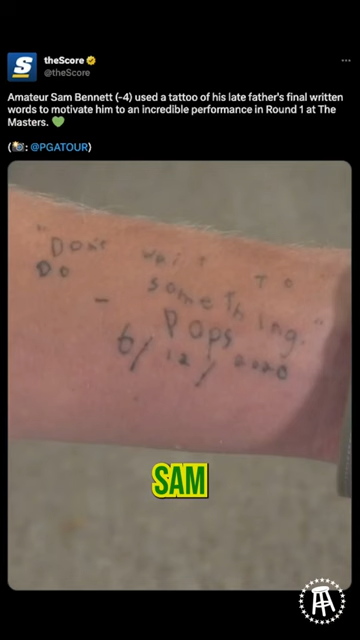 theScore
@theScore
Amateur Sam Bennett (-4) used a tattoo of his late father's final written
words to motivate him to an incredible performance in Round 1 at The
Masters. 💚
(📸: @PGATOUR)
"Don't wait to
Do something."
- Pops
6/12/2020
SAM